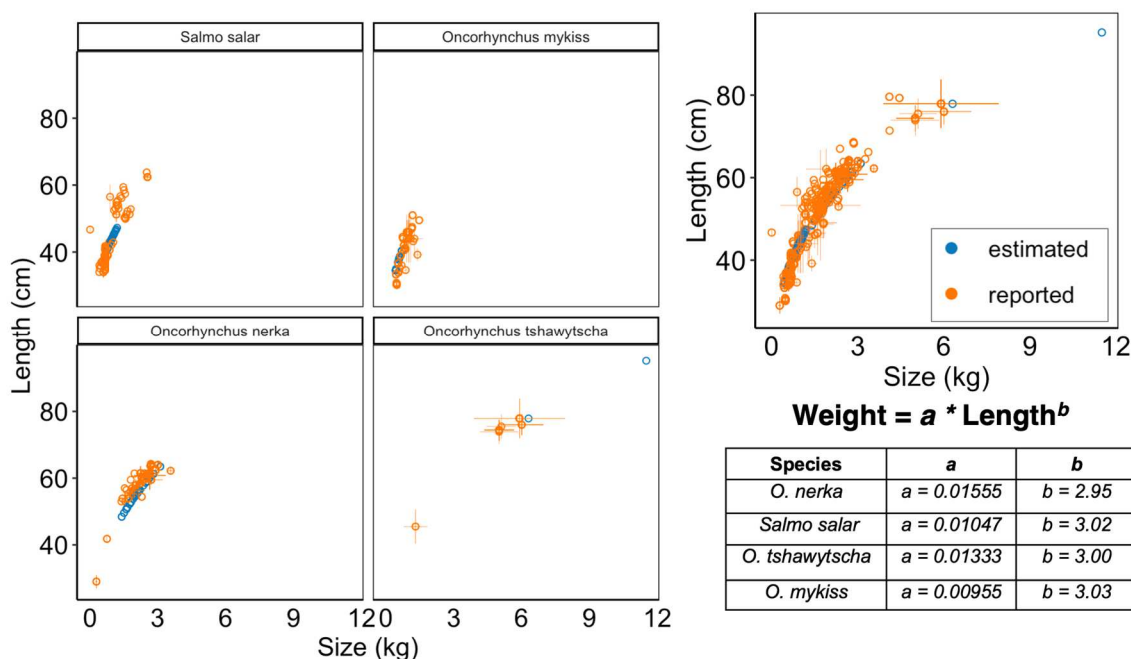 Salmo salar
Oncorhynchus mykiss
80
60
40
Oncorhynchus nerka
Oncorhynchus tshawytscha
80
60
40
Length (cm)
0 3 6 9 12 0 3 6 9 12
Size (kg)
80
60
40
Length (cm)
estimated
reported
0 3 6 9 12
Size (kg)
Weight = a * Length^b
Species a b
O. nerka a = 0.01555 b = 2.95
Salmo salar a = 0.01047 b = 3.02
O. tshawytscha a = 0.01333 b = 3.00
O. mykiss a = 0.00955 b = 3.03